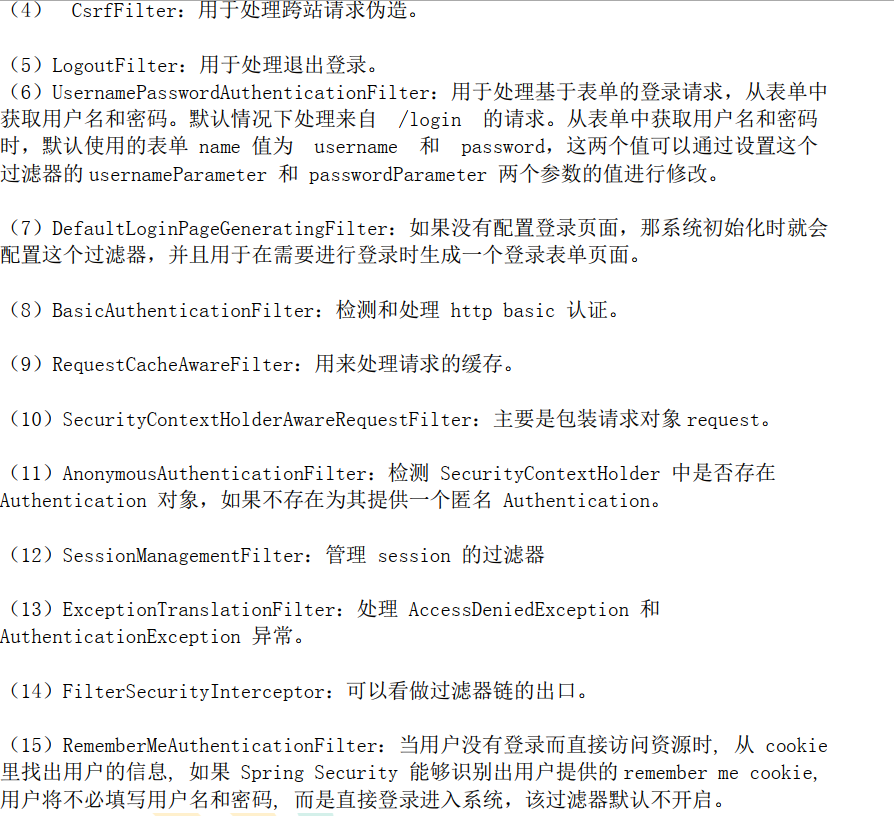 （4） CsrfFilter：用于处理跨站请求伪造。
（5）LogoutFilter：用于处理退出登录。
（6）UsernamePasswordAuthenticationFilter：用于处理基于表单的登录请求，从表单中
获取用户名和密码。默认情况下处理来自 /login 的请求。从表单中获取用户名和密码
时，默认使用的表单 name 值为 username 和 password，这两个值可以通过设置这个
过滤器的usernameParameter 和 passwordParameter 两个参数的值进行修改。
（7）DefaultLoginPageGeneratingFilter：如果没有配置登录页面，那系统初始化时就会
配置这个过滤器，并且用于在需要进行登录时生成一个登录表单页面。
（8）BasicAuthenticationFilter：检测和处理 http basic 认证。
（9）RequestCacheAwareFilter：用来处理请求的缓存。
（10）SecurityContextHolderAwareRequestFilter：主要是包装请求对象request。
（11）AnonymousAuthenticationFilter：检测 SecurityContextHolder 中是否存在
Authentication 对象，如果不存在为其提供一个匿名 Authentication。
（12）SessionManagementFilter：管理 session 的过滤器
（13）ExceptionTranslationFilter：处理 AccessDeniedException 和
AuthenticationException 异常。
（14）FilterSecurityInterceptor：可以看做过滤器链的出口。
（15）RememberMeAuthenticationFilter：当用户没有登录而直接访问资源时, 从 cookie
里找出用户的信息, 如果 Spring Security 能够识别出用户提供的remember me cookie,
用户将不必填写用户名和密码, 而是直接登录进入系统，该过滤器默认不开启。